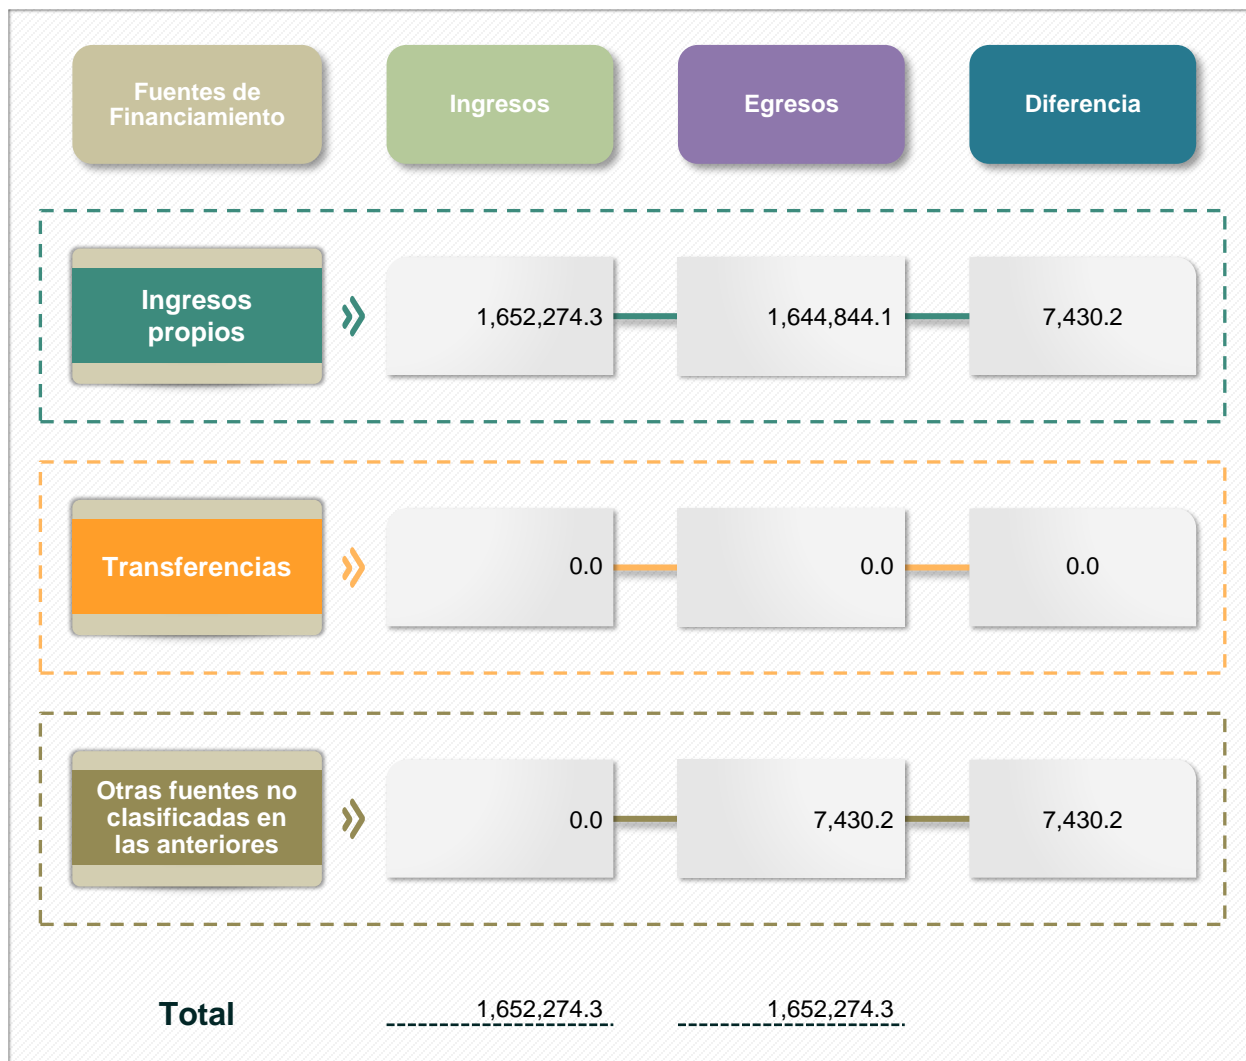 Fuentes de
Financiamiento
Ingresos
Egresos
Diferencia
Ingresos
propios
1,652,274.3
1,644,844.1
7,430.2
Transferencias
0.0
0.0
0.0
Otras fuentes no
clasificadas en
las anteriores
0.0
7,430.2
7,430.2
Total
1,652,274.3
1,652,274.3